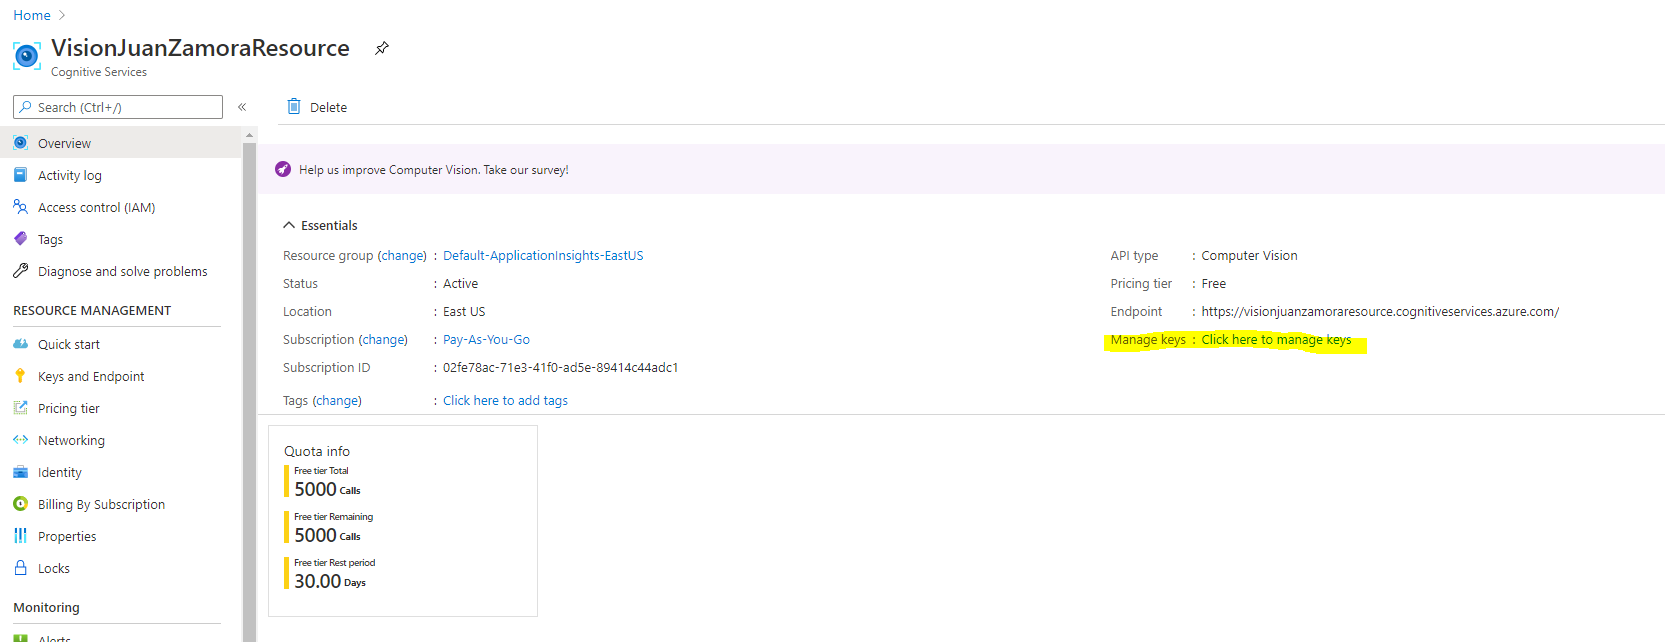 Home
VisionJuanZamoraResource
Cognitive Services
Search (Ctrl+/)
«
Delete
Overview
Activity log
Access control (IAM)
Tags
Diagnose and solve problems
RESOURCE MANAGEMENT
Quick start
Keys and Endpoint
Pricing tier
Networking
Identity
Billing By Subscription
Properties
Locks
Monitoring
Alerts
Help us improve Computer Vision. Take our survey!
Essentials
Resource group (change) : Default-ApplicationInsights-EastUS
Status : Active
Location : East US
Subscription (change) : Pay-As-You-Go
Subscription ID : 02fe78ac-71e3-41f0-ad5e-89414c44adc1
Tags (change) : Click here to add tags
API type : Computer Vision
Pricing tier : Free
Endpoint : https://visionjuanzamoraresource.cognitiveservices.azure.com/
Manage keys : Click here to manage keys
Quota info
Free tier Total
5000 Calls
Free tier Remaining
5000 Calls
Free tier Rest period
30.00 Days